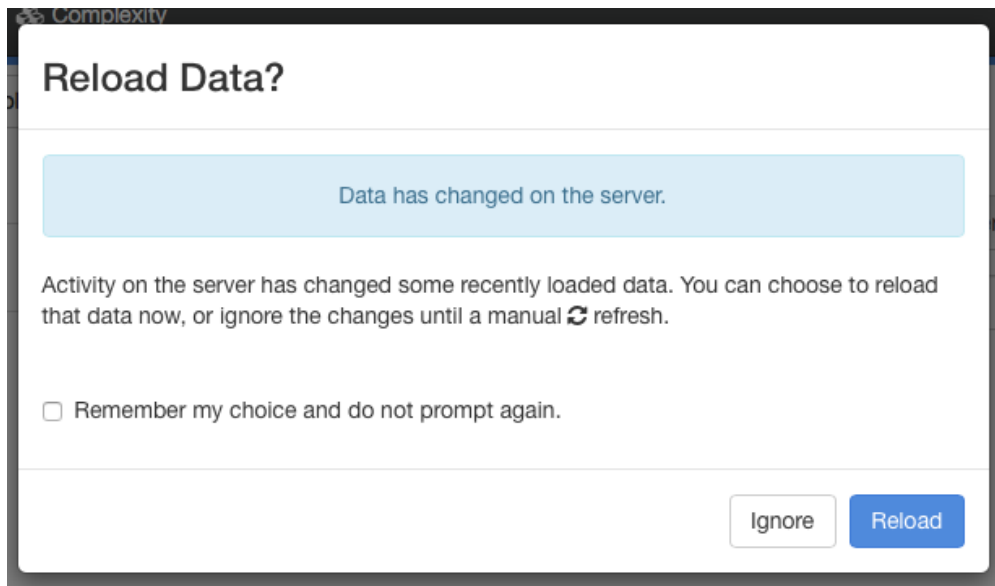 Complexity
Reload Data?
Data has changed on the server.
Activity on the server has changed some recently loaded data. You can choose to reload
that data now, or ignore the changes until a manual refresh.
Remember my choice and do not prompt again.
Ignore
Reload